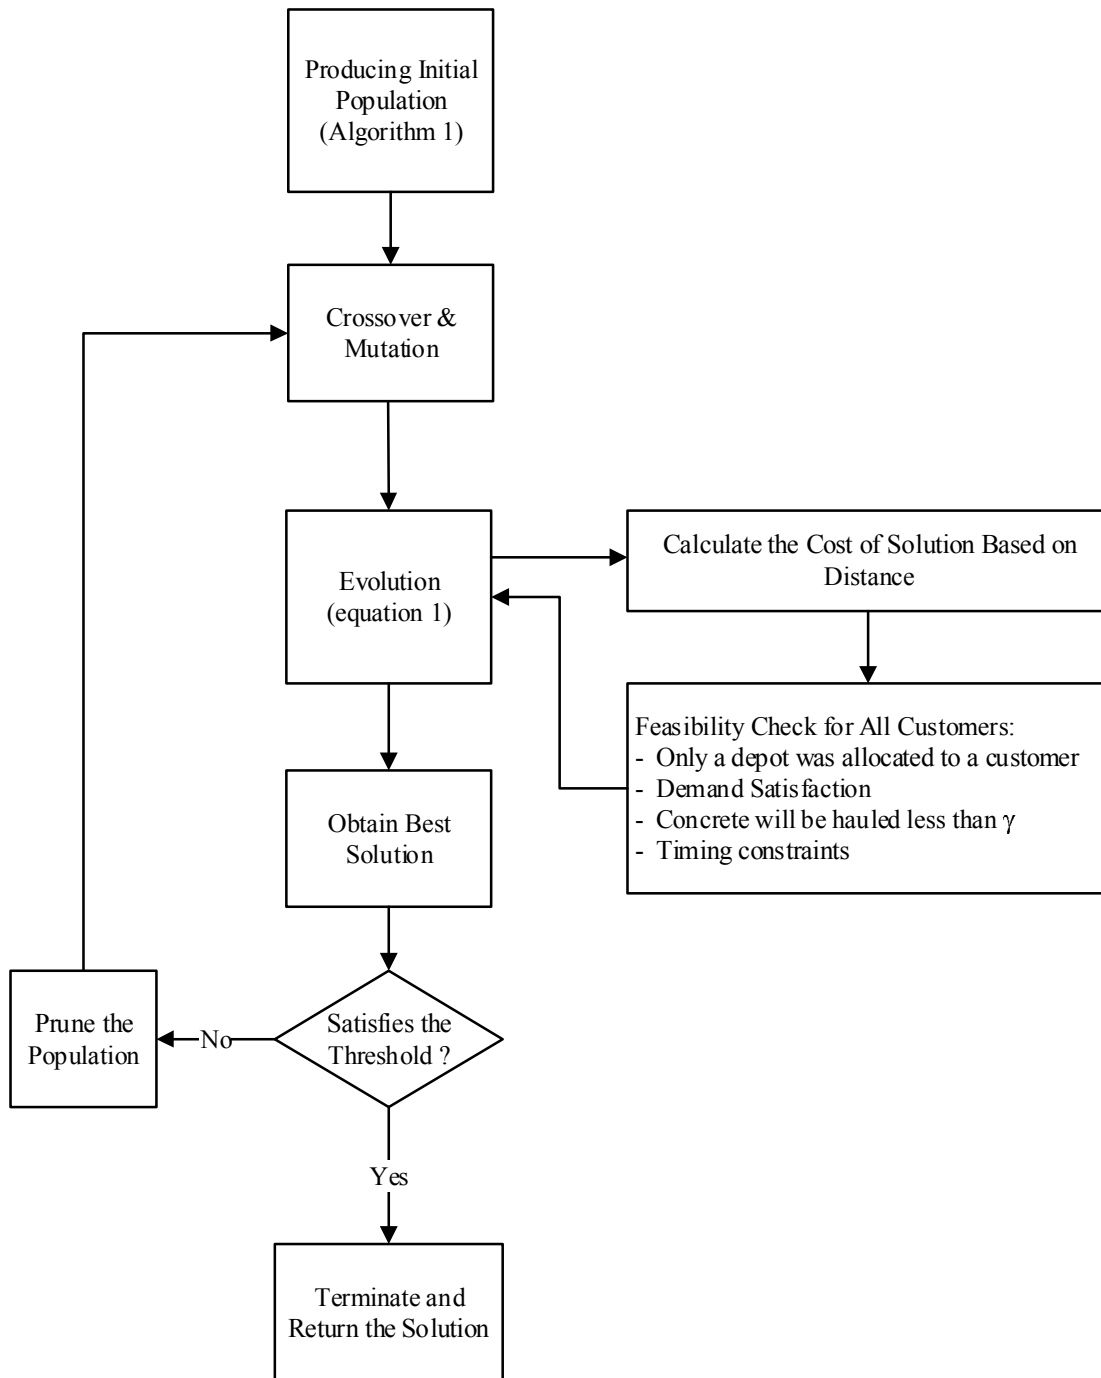 Producing Initial
Population
(Algorithm 1)
Crossover &
Mutation
Evolution
(equation 1)
Calculate the Cost of Solution Based on
Distance
Feasibility Check for All Customers:
- Only a depot was allocated to a customer
- Demand Satisfaction
- Concrete will be hauled less than γ
- Timing constraints
Obtain Best
Solution
Satisfies the
Threshold ?
No
Prune the
Population
Yes
Terminate and
Return the Solution